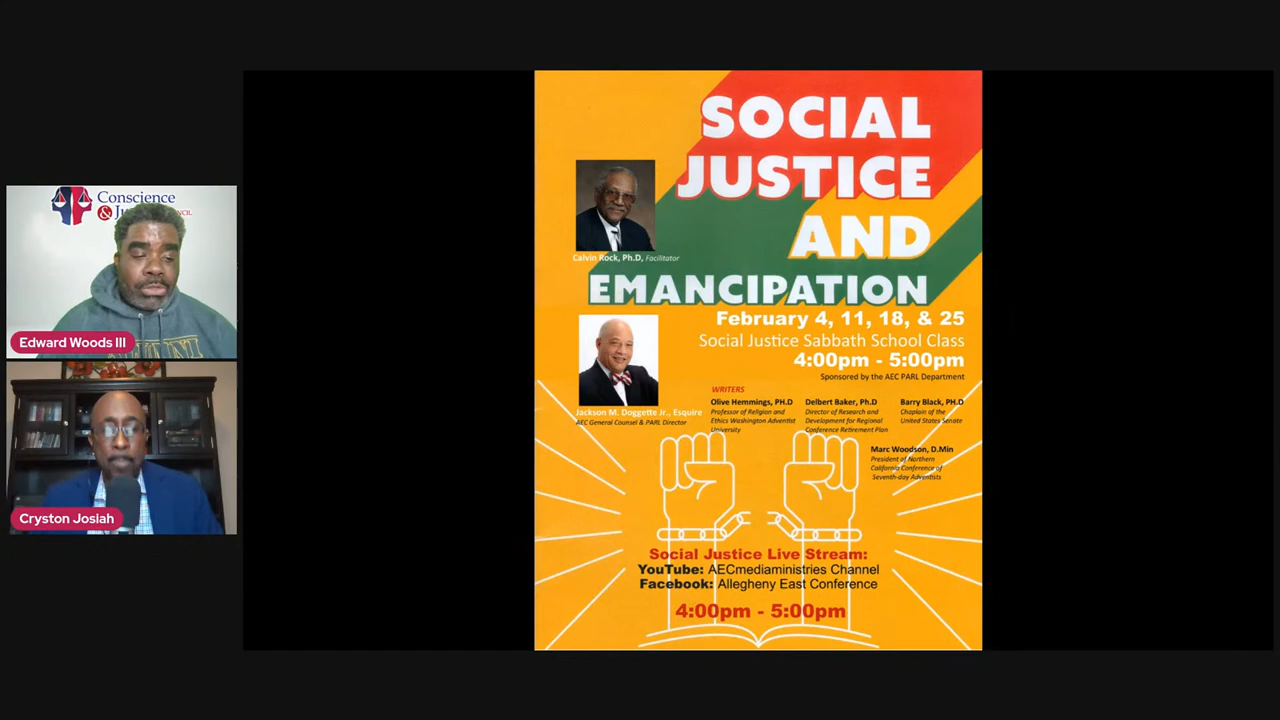 Conscience
&
COUNCIL
Edward Woods III
Cryston Josiah
SOCIAL
JUSTICE
AND
EMANCIPATION
Calvin Rock, Ph.D, Facilitator
February 4, 11, 18, & 25
Social Justice Sabbath School Class
4:00pm - 5:00pm
Sponsored by the AEC PARL Department
Jackson M. Doggette Jr., Esquire
AEC General Counsel & PARL Director
WRITERS
Olive Hemmings, PH.D
Professor of Religion and
Ethics Washington Adventist
University
Delbert Baker, Ph.D
Director of Research and
Development for Regional
Conference Retirement Plan
Barry Black, PH.D
Chaplain of the
United States Senate
Marc Woodson, D.Min
President of Northern
California Conference of
Seventh-day Adventists
Social Justice Live Stream:
YouTube: AECmediaministries Channel
Facebook: Allegheny East Conference
4:00pm - 5:00pm